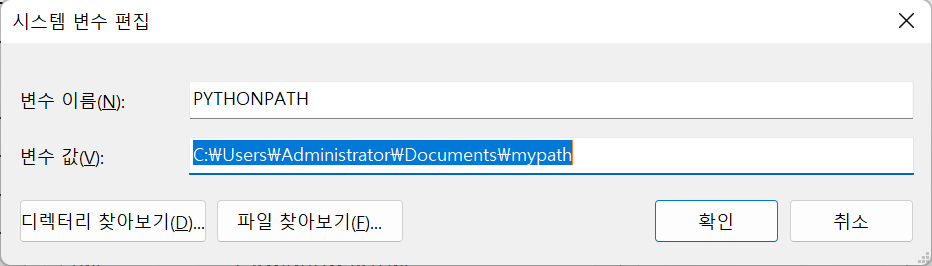 시스템 변수 편집
변수 이름(N):
PYTHONPATH
변수 값(V):
C:₩Users₩Administrator₩Documents₩mypath
디렉터리 찾아보기(D)...
파일 찾아보기(F)...
확인
취소